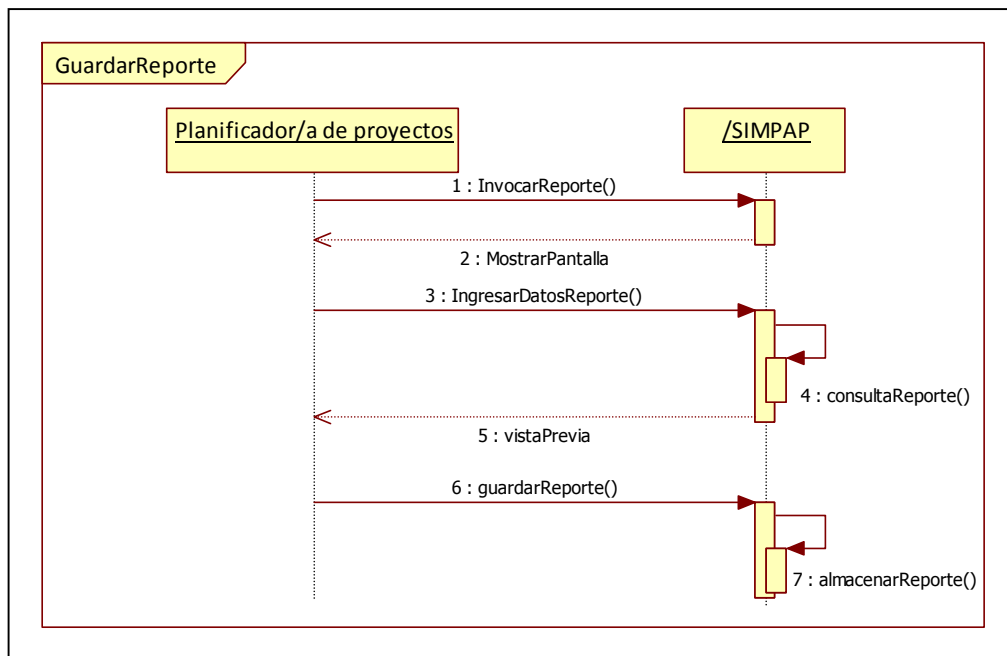 GuardarReporte
Planificador/a de proyectos
/SIMPAP
1 : InvocarReporte()
2 : MostrarPantalla
3 : IngresarDatosReporte()
4 : consultaReporte()
5 : vistaPrevia
6 : guardarReporte()
7 : almacenarReporte()